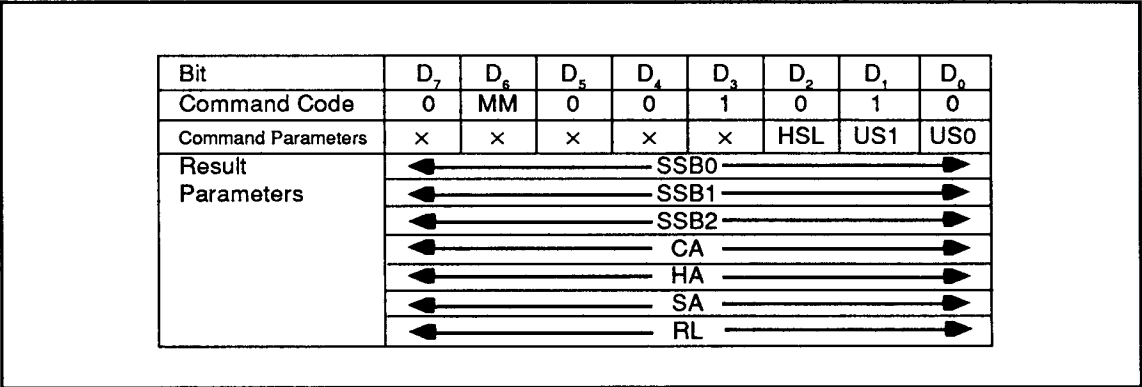 Bit D7 D6 D5 D4 D3 D2 D1 D0
Command Code 0 MM 0 0 1 0 1 0
Command Parameters × × × × × HSL US1 US0
Result SSB0
Parameters SSB1
SSB2
CA
HA
SA
RL